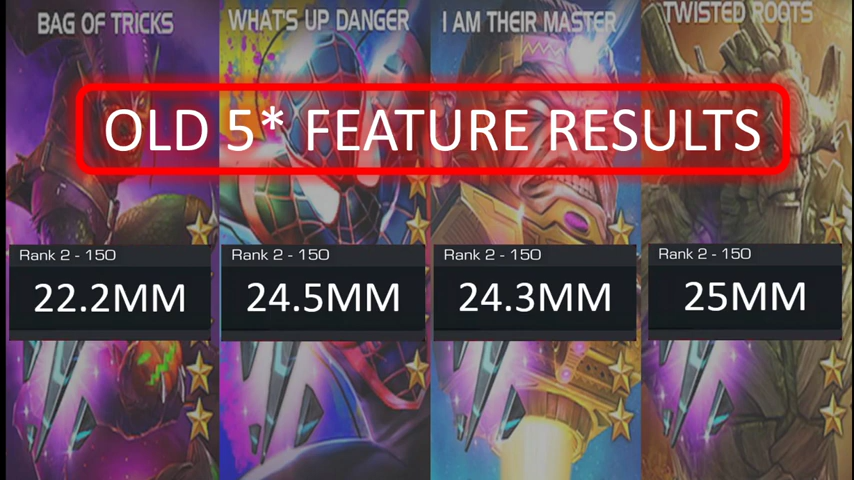 BAG OF TRICKS
WHAT'S UP DANGER
I AM THEIR MASTER
TWISTED ROOTS
OLD 5* FEATURE RESULTS
Rank 2 - 150
22.2MM
Rank 2 - 150
24.5MM
Rank 2 - 150
24.3MM
Rank 2 - 150
25MM